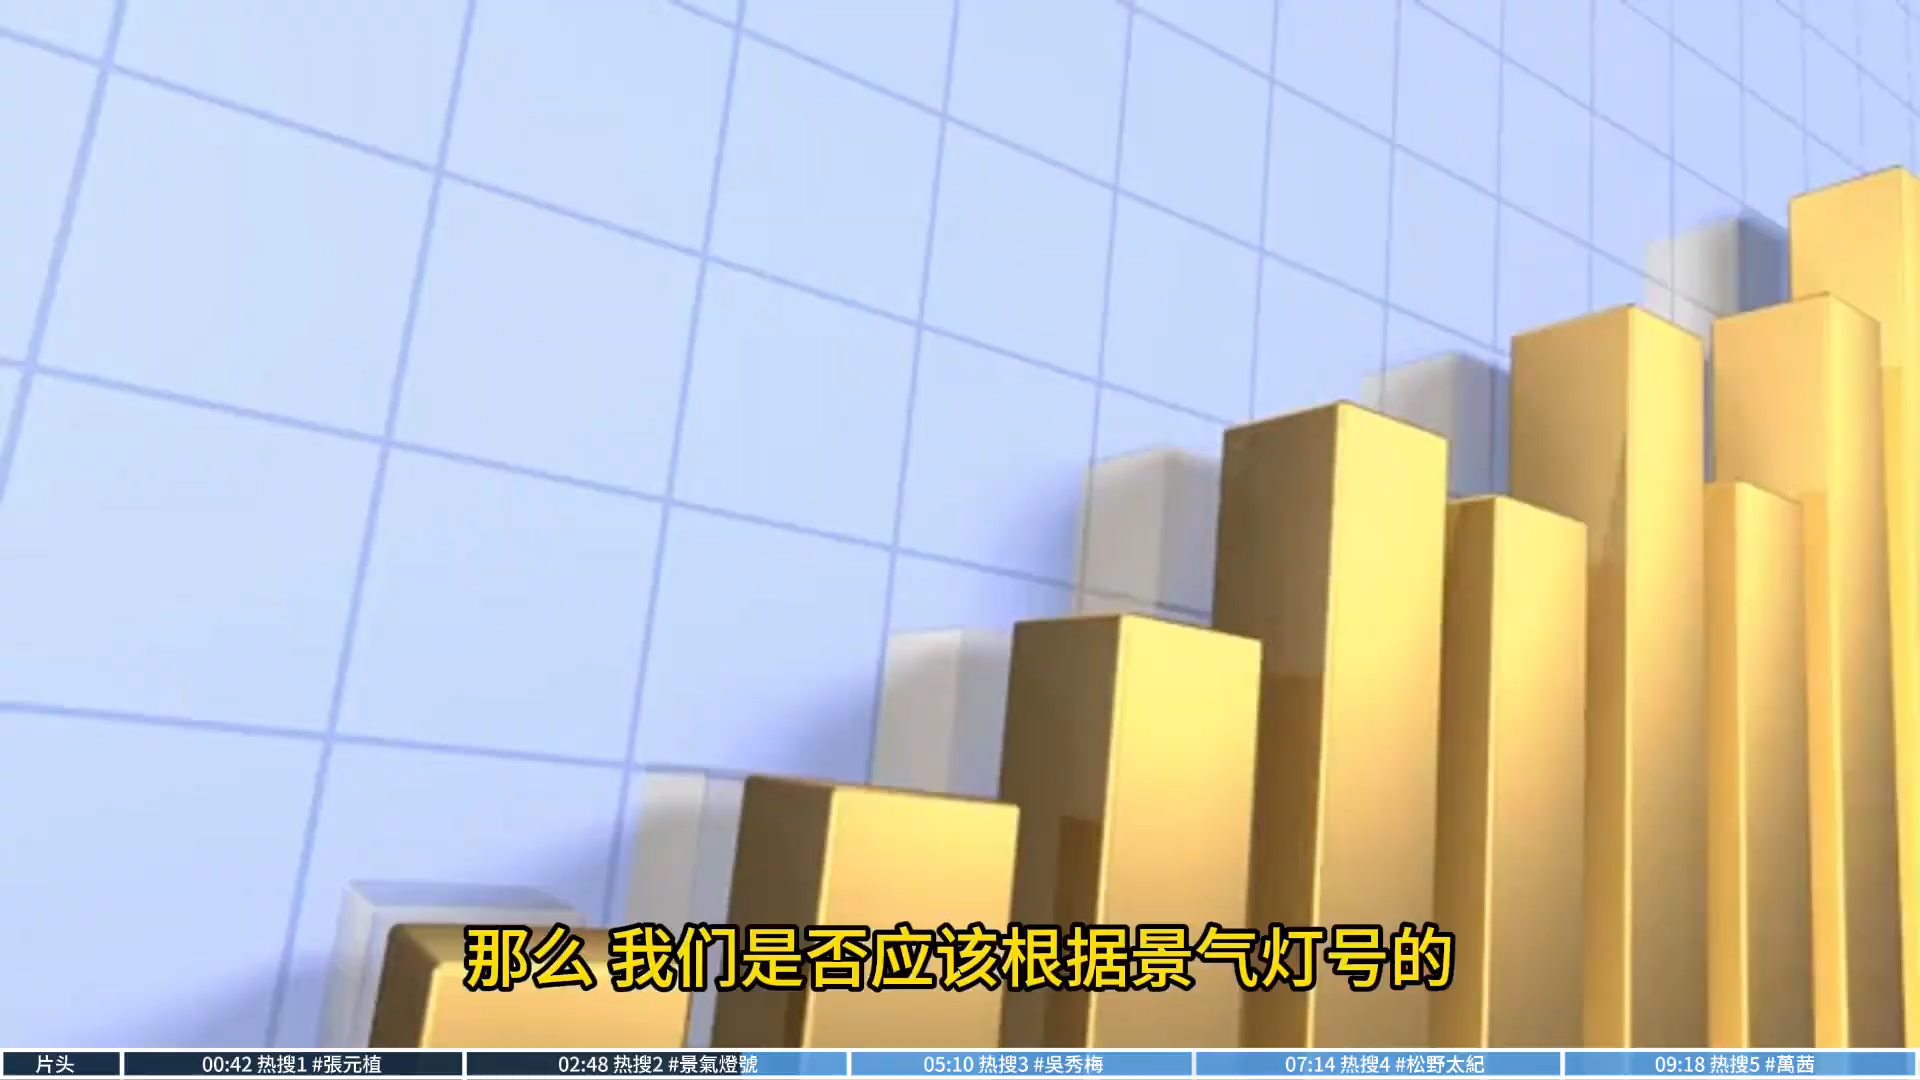 那么 我们是否应该根据景气灯号的
片头
00:42 热搜1 #張元植
02:48 热搜2 #景氣燈號
05:10 热搜3 #吳秀梅
07:14 热搜4 #松野太紀
09:18 热搜5 #萬茜